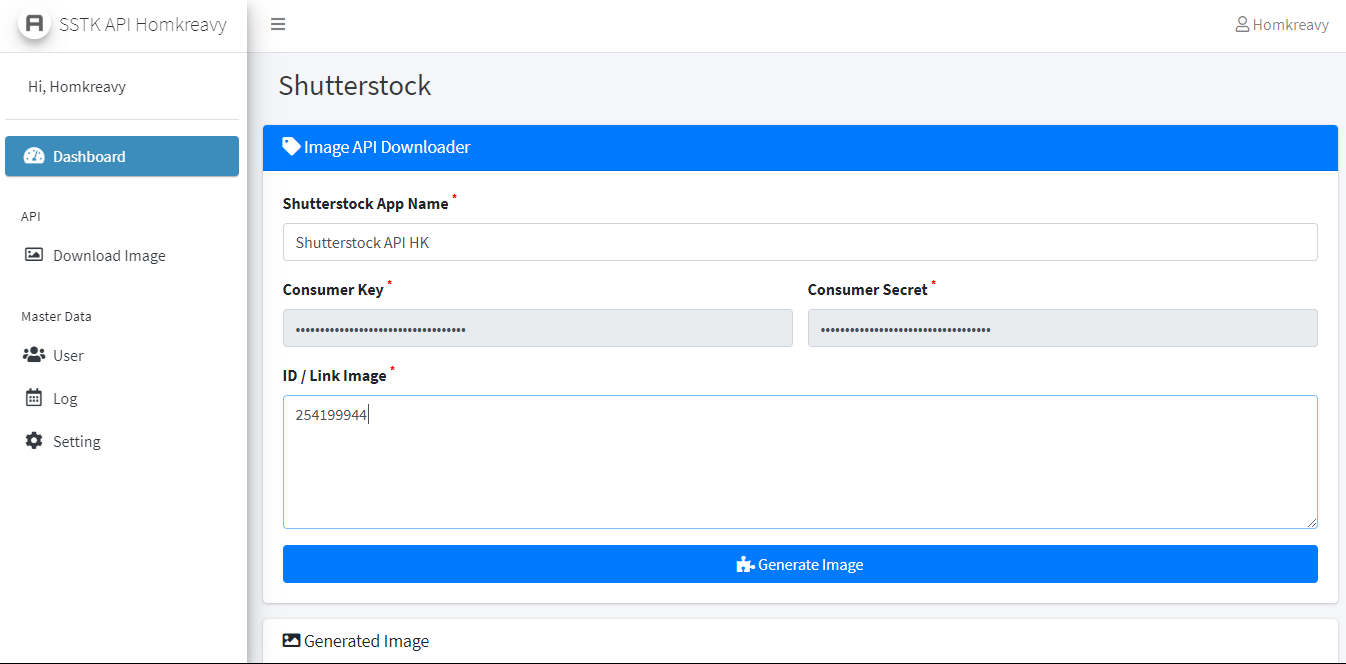 SSTK API Homkreavy
Homkreavy
Hi, Homkreavy
Dashboard
API
Download Image
Master Data
User
Log
Setting
Shutterstock
Image API Downloader
Shutterstock App Name *
Shutterstock API HK
Consumer Key * Consumer Secret *
•••••••••••••••••••••••••••••••••••• ••••••••••••••••••••••••••••••••••••
ID / Link Image *
254199944
Generate Image
Generated Image